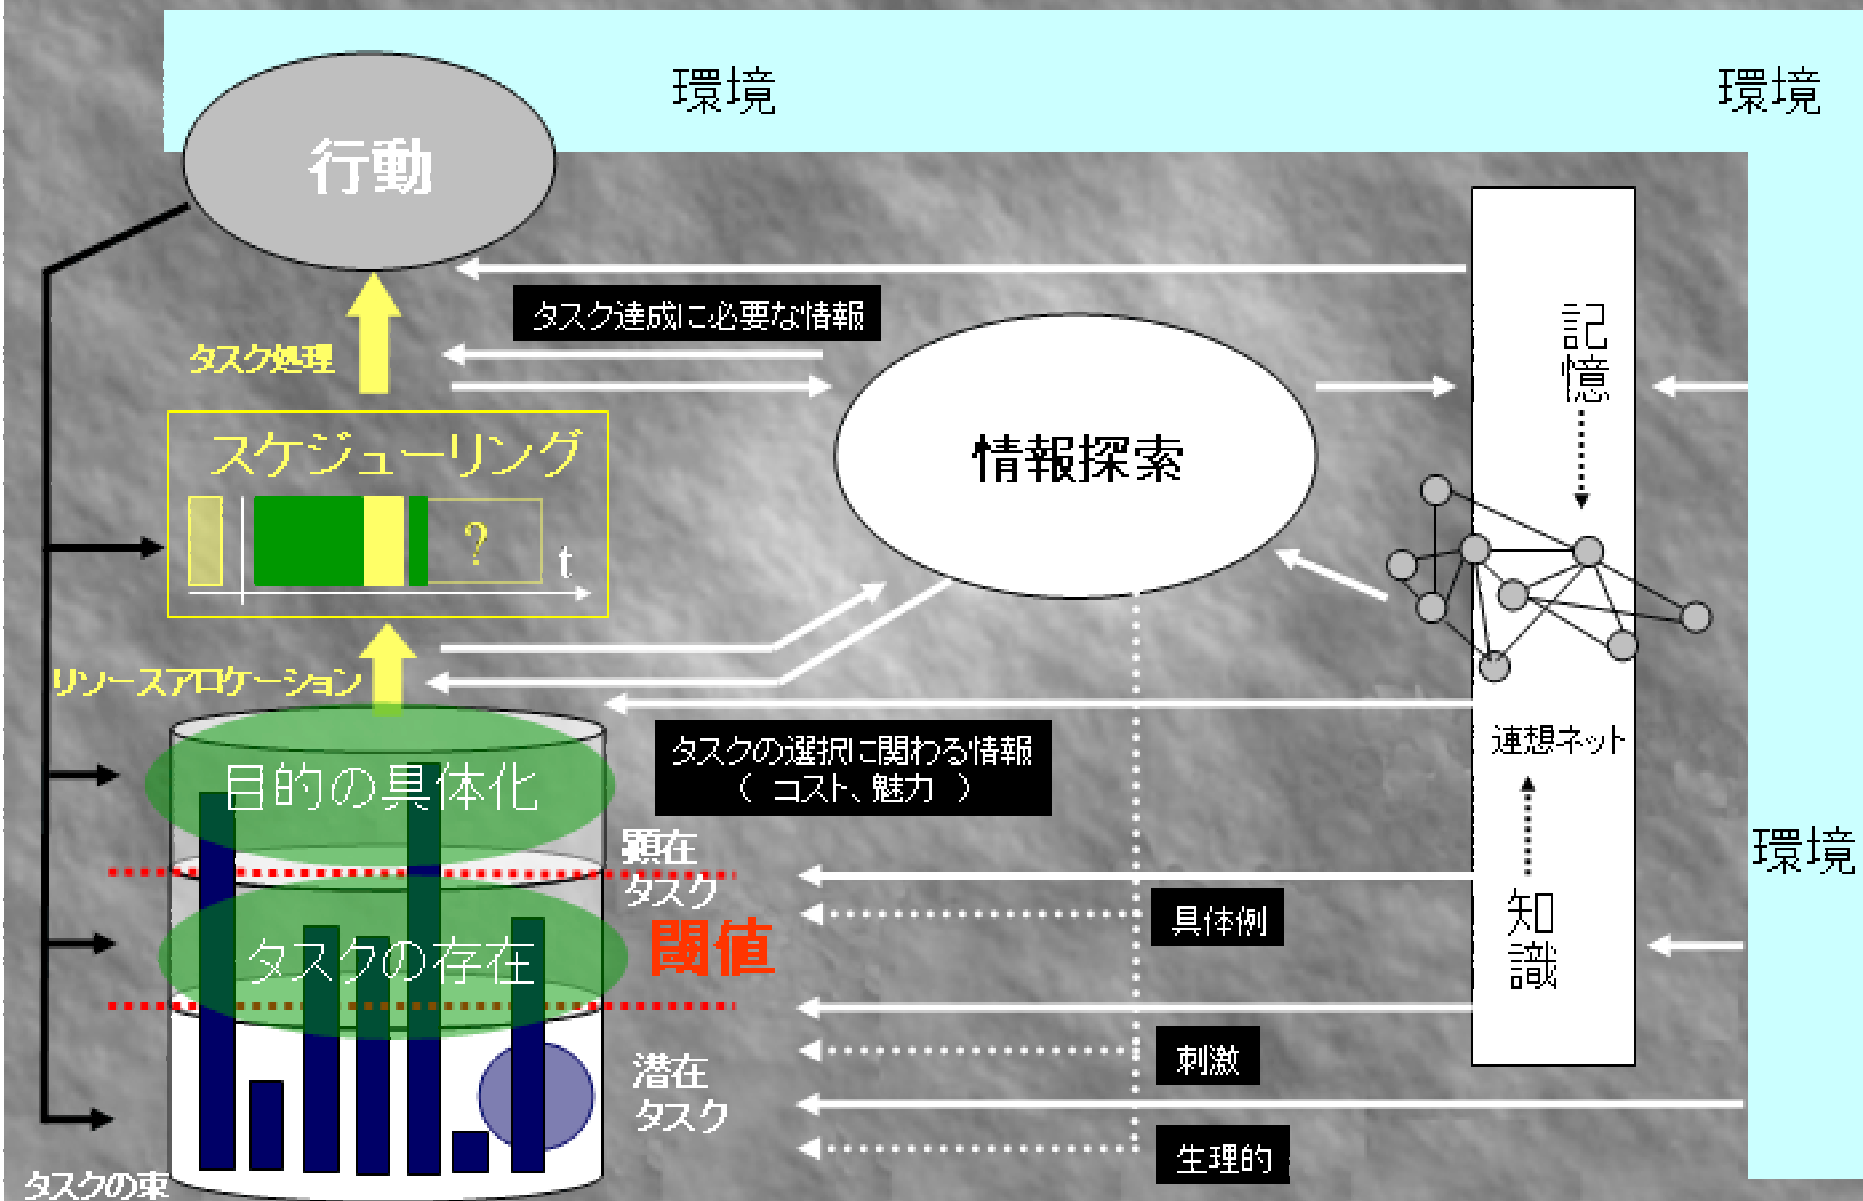 環境
環境
行動
タスク達成に必要な情報
記
憶
タスク処理
スケジューリング
?
t
情報探索
リソースアロケーション
目的の具体化
タスクの選択に関わる情報
( コスト、魅力 )
連想ネット
環境
顕在
タスク
閾値
具体例
知
識
タスクの存在
潜在
タスク
刺激
生理的
タスクの束